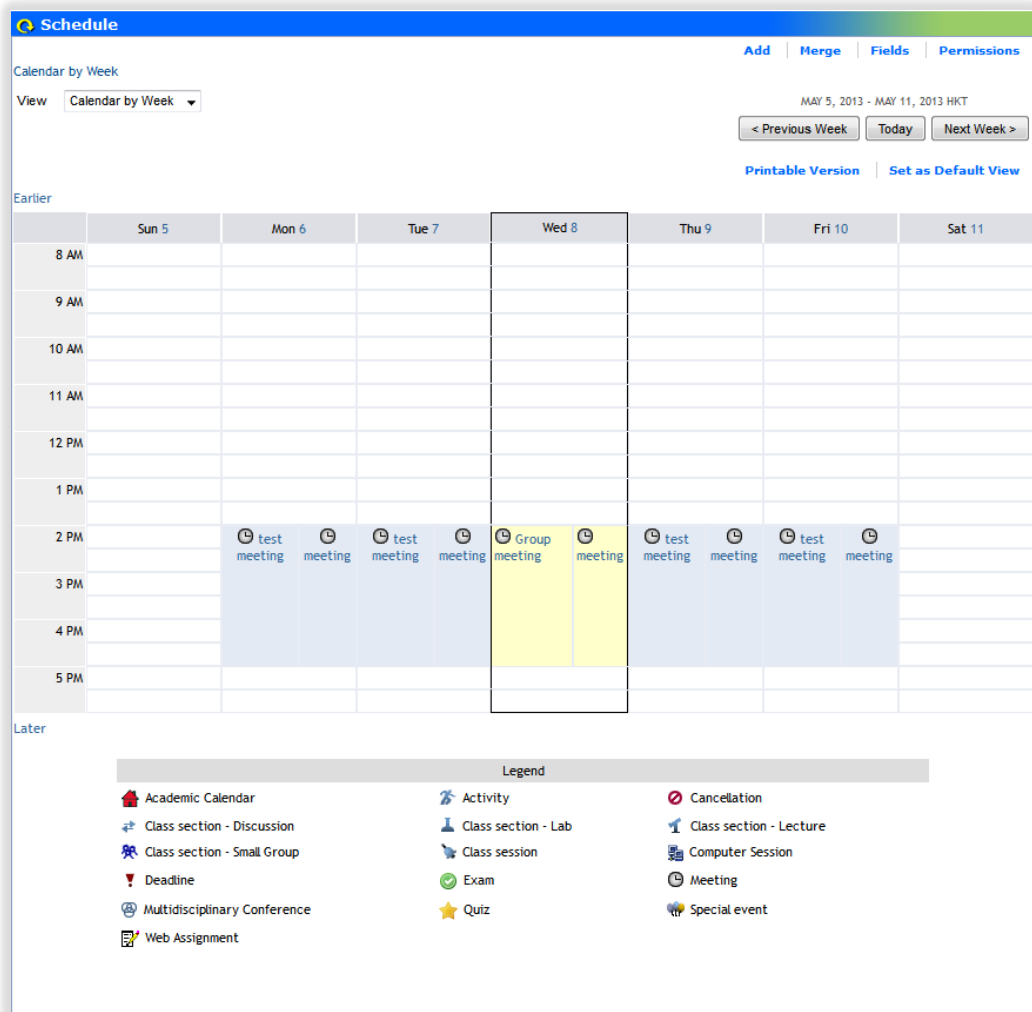 Schedule
Add Merge Fields Permissions
Calendar by Week
View Calendar by Week MAY 5, 2013 - MAY 11, 2013 HKT
< Previous Week Today Next Week >
Printable Version Set as Default View
Earlier
Sun 5 Mon 6 Tue 7 Wed 8 Thu 9 Fri 10 Sat 11
8 AM
9 AM
10 AM
11 AM
12 PM
1 PM
2 PM test meeting meeting test meeting meeting Group meeting meeting test meeting meeting test meeting meeting
3 PM
4 PM
5 PM
Later
Legend
Academic Calendar Activity Cancellation
Class section - Discussion Class section - Lab Class section - Lecture
Class section - Small Group Class session Computer Session
Deadline Exam Meeting
Multidisciplinary Conference Quiz Special event
Web Assignment